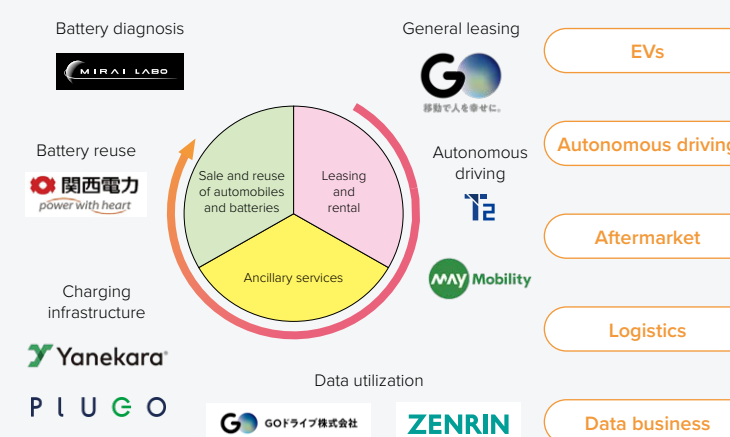 Battery diagnosis
MIRAI LABO
General leasing
GO
移動で人を幸せに。
EVs
Battery reuse
関西電力
power with heart
Sale and reuse
of automobiles
and batteries
Leasing
and
rental
Ancillary services
Autonomous
driving
T2
MAY Mobility
Autonomous driving
Aftermarket
Charging
infrastructure
Yanekara
PLUGO
Logistics
Data utilization
GO GOドライブ株式会社
ZENRIN
Data business